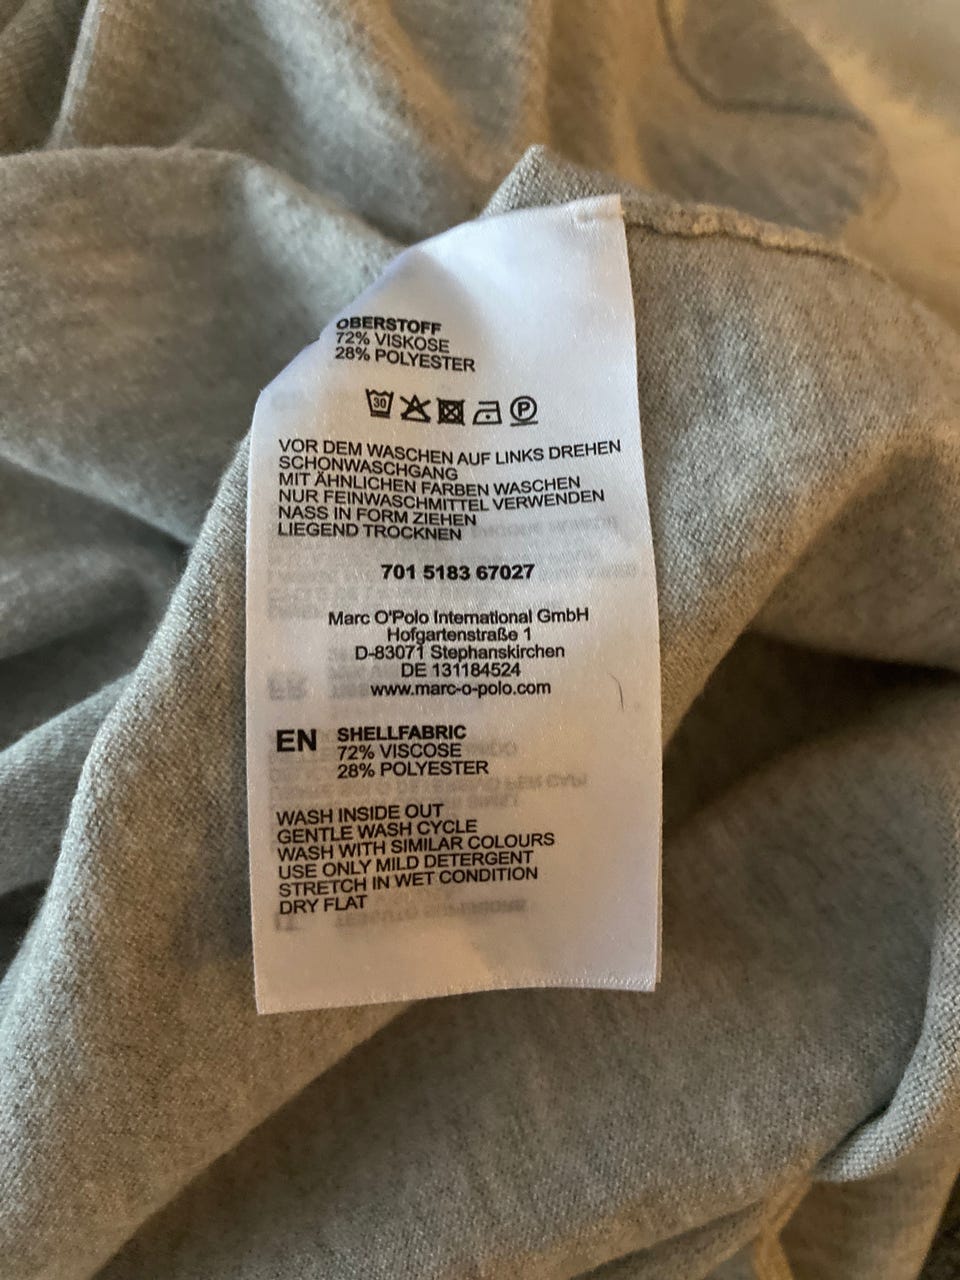 OBERSTOFF
72% VISKOSE
28% POLYESTER
30 P
VOR DEM WASCHEN AUF LINKS DREHEN
SCHONWASCHGANG
MIT ÄHNLICHEN FARBEN WASCHEN
NUR FEINWASCHMITTEL VERWENDEN
NASS IN FORM ZIEHEN
LIEGEND TROCKNEN
701 5183 67027
Marc O'Polo International GmbH
Hofgartenstraße 1
D-83071 Stephanskirchen
DE 131184524
www.marc-o-polo.com
EN SHELLFABRIC
72% VISCOSE
28% POLYESTER
WASH INSIDE OUT
GENTLE WASH CYCLE
WASH WITH SIMILAR COLOURS
USE ONLY MILD DETERGENT
STRETCH IN WET CONDITION
DRY FLAT